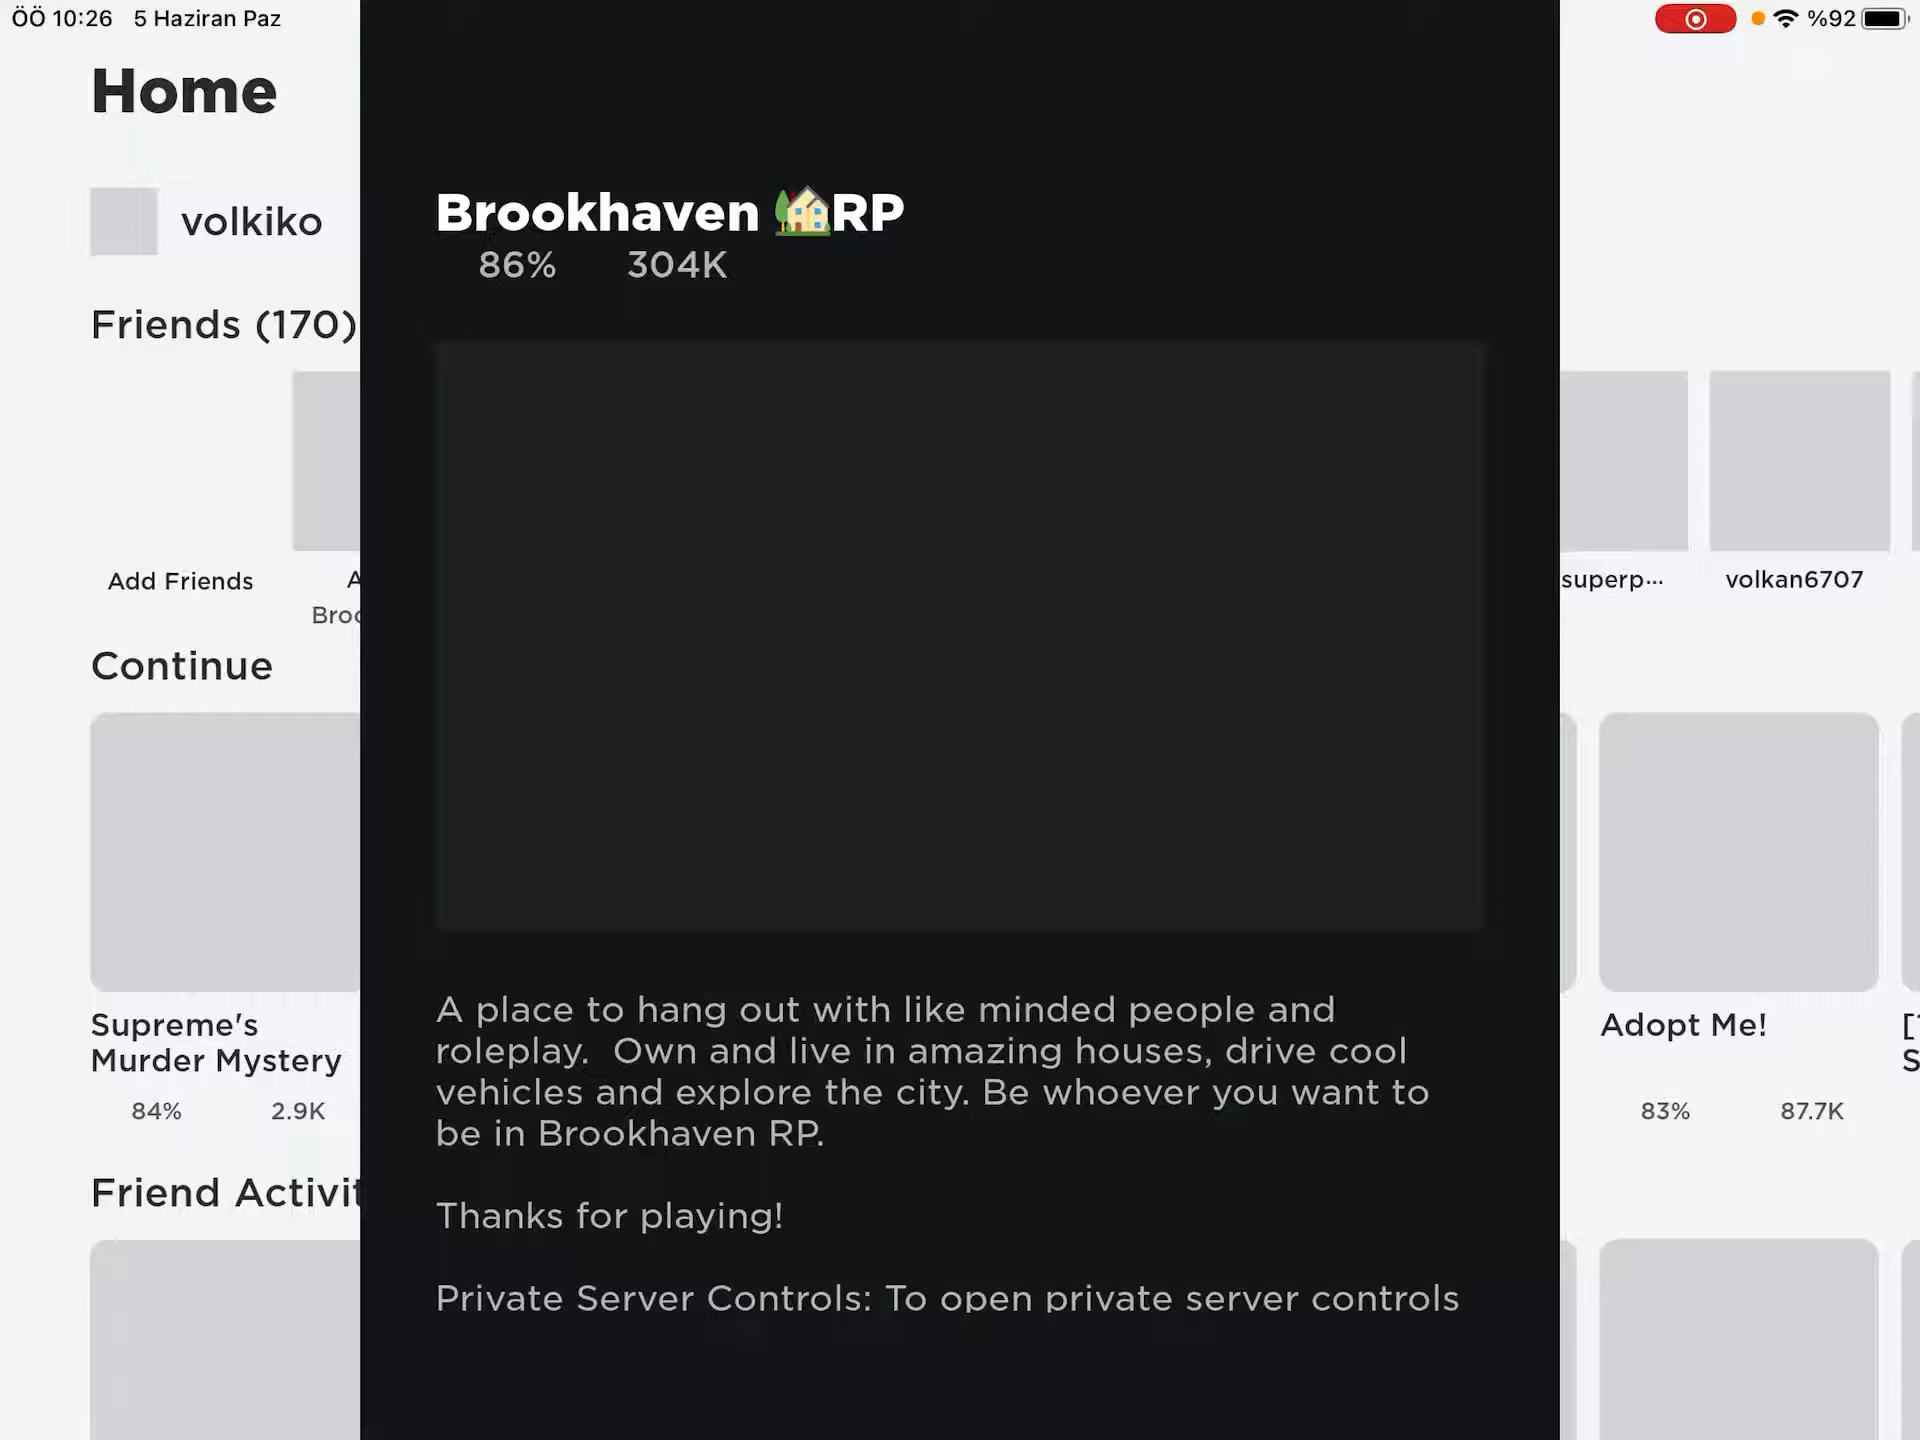 ÖÖ 10:26 5 Haziran Paz
%92
Home
volkiko
Friends (170)
Add Friends
A
Broo
superp...
volkan6707
Continue
Supreme's
Murder Mystery
84% 2.9K
Adopt Me!
83% 87.7K
Friend Activit
Brookhaven 🏡RP
86% 304K
A place to hang out with like minded people and
roleplay.  Own and live in amazing houses, drive cool
vehicles and explore the city. Be whoever you want to
be in Brookhaven RP.
Thanks for playing!
Private Server Controls: To open private server controls